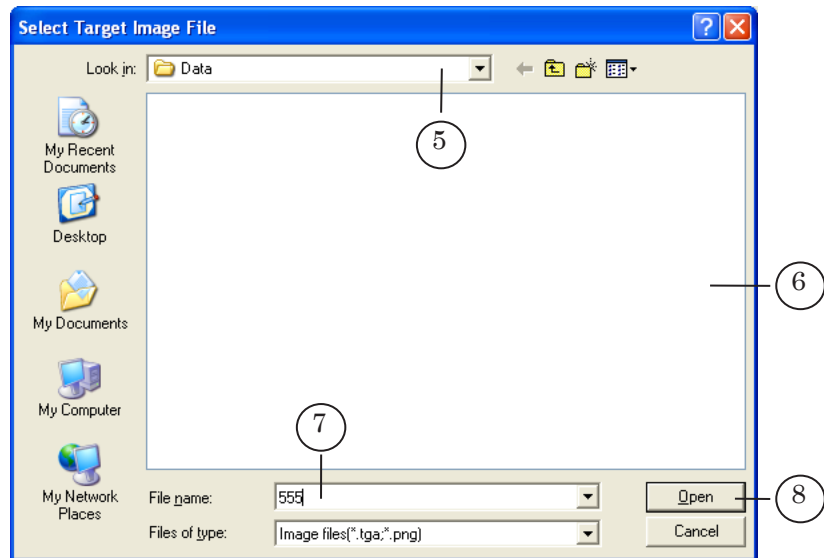 Select Target Image File
Look in: Data
5
My Recent
Documents
Desktop
6
My Documents
My Computer
7
My Network
Places
File name: 555 Open
8
Files of type: Image files(*.tga;*.png) Cancel